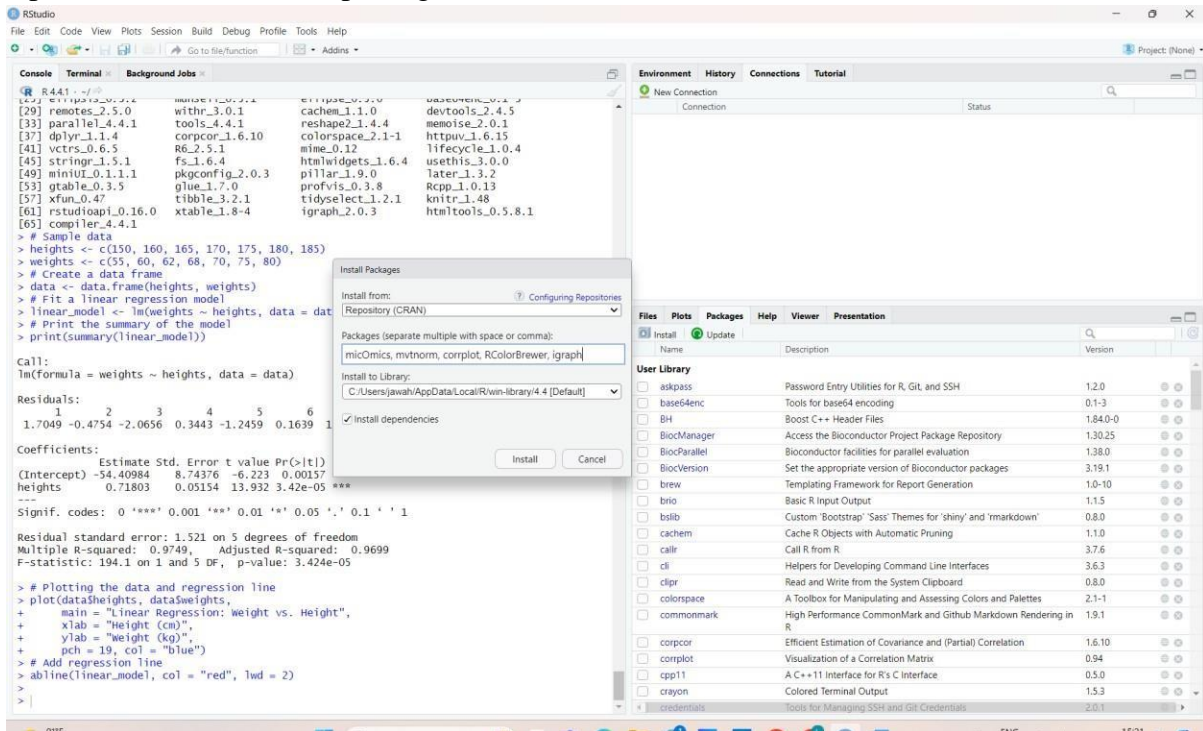 RStudio
File Edit Code View Plots Session Build Debug Profile Tools Help
Go to file/function Addins
Project: (None)
Console Terminal Background Jobs
R 4.4.1 · ~/
[29] remotes_2.5.0 withr_3.0.1 cachem_1.1.0 devtools_2.4.5
[33] parallel_4.4.1 tools_4.4.1 reshape2_1.4.4 memoise_2.0.1
[37] dplyr_1.1.4 corpcor_1.6.10 colorspace_2.1-1 httpuv_1.6.15
[41] vctrs_0.6.5 R6_2.5.1 mime_0.12 lifecycle_1.0.4
[45] stringr_1.5.1 fs_1.6.4 htmlwidgets_1.6.4 usethis_3.0.0
[49] miniUI_0.1.1.1 pkgconfig_2.0.3 pillar_1.9.0 later_1.3.2
[53] gtable_0.3.5 glue_1.7.0 profvis_0.3.8 Rcpp_1.0.13
[57] xfun_0.47 tibble_3.2.1 tidyselect_1.2.1 knitr_1.48
[61] rstudioapi_0.16.0 xtable_1.8-4 igraph_2.0.3 htmltools_0.5.8.1
[65] compiler_4.4.1
> # Sample data
> heights <- c(150, 160, 165, 170, 175, 180, 185)
> weights <- c(55, 60, 62, 68, 70, 75, 80)
> # Create a data frame
> data <- data.frame(heights, weights)
> # Fit a linear regression model
> linear_model <- lm(weights ~ heights, data = dat
> # Print the summary of the model
> print(summary(linear_model))
Call:
lm(formula = weights ~ heights, data = data)
Residuals:
1 2 3 4 5 6
1.7049 -0.4754 -2.0656 0.3443 -1.2459 0.1639 1
Coefficients:
Estimate Std. Error t value Pr(>|t|)
(Intercept) -54.40984 8.74376 -6.223 0.00157
heights 0.71803 0.05154 13.932 3.42e-05 ***
---
Signif. codes: 0 '***' 0.001 '**' 0.01 '*' 0.05 '.' 0.1 ' ' 1
Residual standard error: 1.521 on 5 degrees of freedom
Multiple R-squared: 0.9749, Adjusted R-squared: 0.9699
F-statistic: 194.1 on 1 and 5 DF, p-value: 3.424e-05
> # Plotting the data and regression line
> plot(data$heights, data$weights,
+ main = "Linear Regression: Weight vs. Height",
+ xlab = "Height (cm)",
+ ylab = "Weight (kg)",
+ pch = 19, col = "blue")
> # Add regression line
> abline(linear_model, col = "red", lwd = 2)
>
>
Install Packages
Install from: ? Configuring Repositories
Repository (CRAN)
Packages (separate multiple with space or comma):
micOmics, mvtnorm, corrplot, RColorBrewer, igraph
Install to Library:
C:/Users/jawah/AppData/Local/R/win-library/4.4 [Default]
Install dependencies
Install Cancel
Environment History Connections Tutorial
New Connection
Connection Status
Files Plots Packages Help Viewer Presentation
Install Update
Name Description Version
User Library
askpass Password Entry Utilities for R, Git, and SSH 1.2.0
base64enc Tools for base64 encoding 0.1-3
BH Boost C++ Header Files 1.84.0-0
BiocManager Access the Bioconductor Project Package Repository 1.30.25
BiocParallel Bioconductor facilities for parallel evaluation 1.38.0
BiocVersion Set the appropriate version of Bioconductor packages 3.19.1
brew Templating Framework for Report Generation 1.0-10
brio Basic R Input Output 1.1.5
bslib Custom 'Bootstrap' 'Sass' Themes for 'shiny' and 'rmarkdown' 0.8.0
cachem Cache R Objects with Automatic Pruning 1.1.0
callr Call R from R 3.7.6
cli Helpers for Developing Command Line Interfaces 3.6.3
clipr Read and Write from the System Clipboard 0.8.0
colorspace A Toolbox for Manipulating and Assessing Colors and Palettes 2.1-1
commonmark High Performance CommonMark and Github Markdown Rendering in 1.9.1
R
corpcor Efficient Estimation of Covariance and (Partial) Correlation 1.6.10
corrplot Visualization of a Correlation Matrix 0.94
cpp11 A C++11 Interface for R's C Interface 0.5.0
crayon Colored Terminal Output 1.5.3
credentials Tools for Managing SSH and Git Credentials 2.0.1